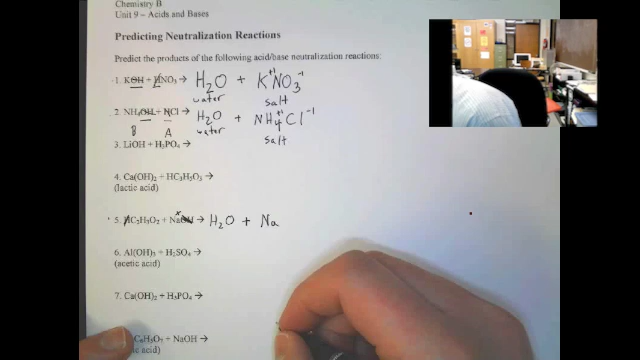 Chemistry B
Unit 9 – Acids and Bases
Predicting Neutralization Reactions
Predict the products of the following acid/base neutralization reactions:
1. KOH + HNO₃ → H₂O + K⁺¹NO₃⁻¹
water salt
2. NH₄OH + HCl → H₂O + NH₄⁺¹Cl⁻¹
B A water salt
3. LiOH + H₃PO₄ →
4. Ca(OH)₂ + HC₃H₅O₃ →
(lactic acid)
5. HC₂H₃O₂ + NaOH → H₂O + Na
6. Al(OH)₃ + H₂SO₄ →
(acetic acid)
7. Ca(OH)₂ + H₃PO₄ →
+ NaOH →
acid)